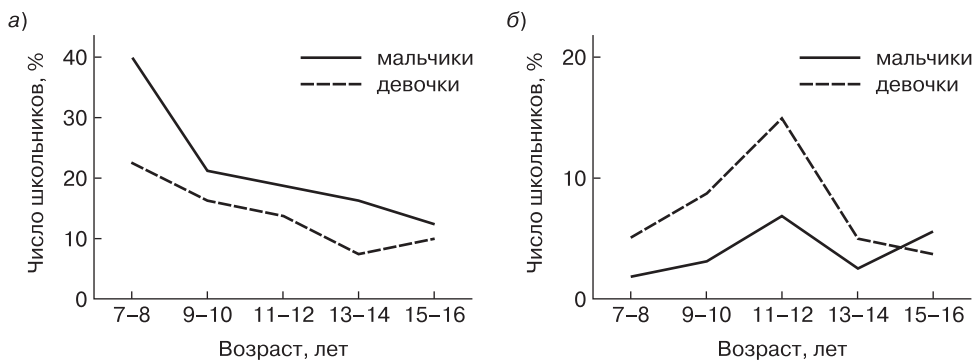 а)
Число школьников, %
40
30
20
10
0
мальчики
девочки
7–8 9–10 11–12 13–14 15–16
Возраст, лет
б)
Число школьников, %
20
10
0
мальчики
девочки
7–8 9–10 11–12 13–14 15–16
Возраст, лет